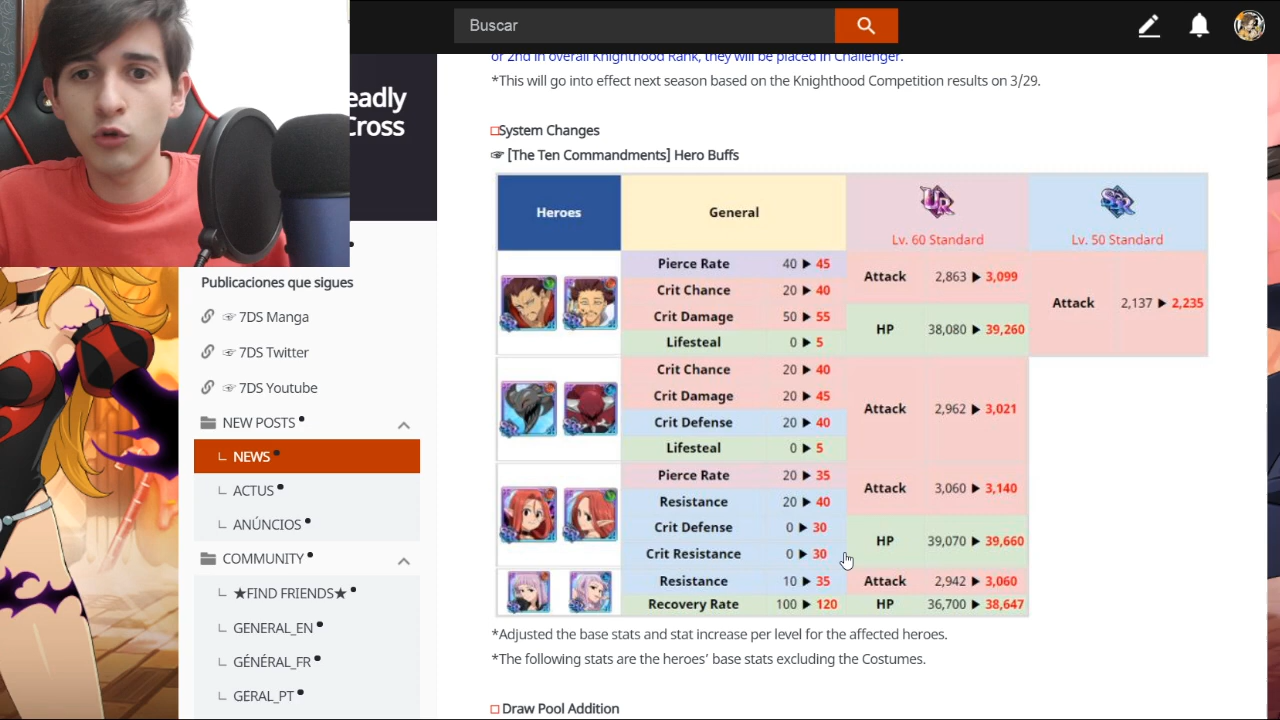 Buscar
eadly
Cross
Publicaciones que sigues
☞ 7DS Manga
☞ 7DS Twitter
☞ 7DS Youtube
NEW POSTS
NEWS
ACTUS
ANÚNCIOS
COMMUNITY
★FIND FRIENDS★
GENERAL_EN
GÉNÉRAL_FR
GERAL_PT
or 2nd in overall Knighthood Rank, they will be placed in Challenger.
*This will go into effect next season based on the Knighthood Competition results on 3/29.
□System Changes
☞ [The Ten Commandments] Hero Buffs
Heroes General UR Lv. 60 Standard SSR Lv. 50 Standard
Pierce Rate 40 ▶ 45
Crit Chance 20 ▶ 40
Crit Damage 50 ▶ 55
Lifesteal 0 ▶ 5
Attack 2,863 ▶ 3,099
HP 38,080 ▶ 39,260
Attack 2,137 ▶ 2,235
Crit Chance 20 ▶ 40
Crit Damage 20 ▶ 45
Crit Defense 20 ▶ 40
Lifesteal 0 ▶ 5
Attack 2,962 ▶ 3,021
Pierce Rate 20 ▶ 35
Resistance 20 ▶ 40
Crit Defense 0 ▶ 30
Crit Resistance 0 ▶ 30
Attack 3,060 ▶ 3,140
HP 39,070 ▶ 39,660
Resistance 10 ▶ 35
Recovery Rate 100 ▶ 120
Attack 2,942 ▶ 3,060
HP 36,700 ▶ 38,647
*Adjusted the base stats and stat increase per level for the affected heroes.
*The following stats are the heroes’ base stats excluding the Costumes.
□ Draw Pool Addition